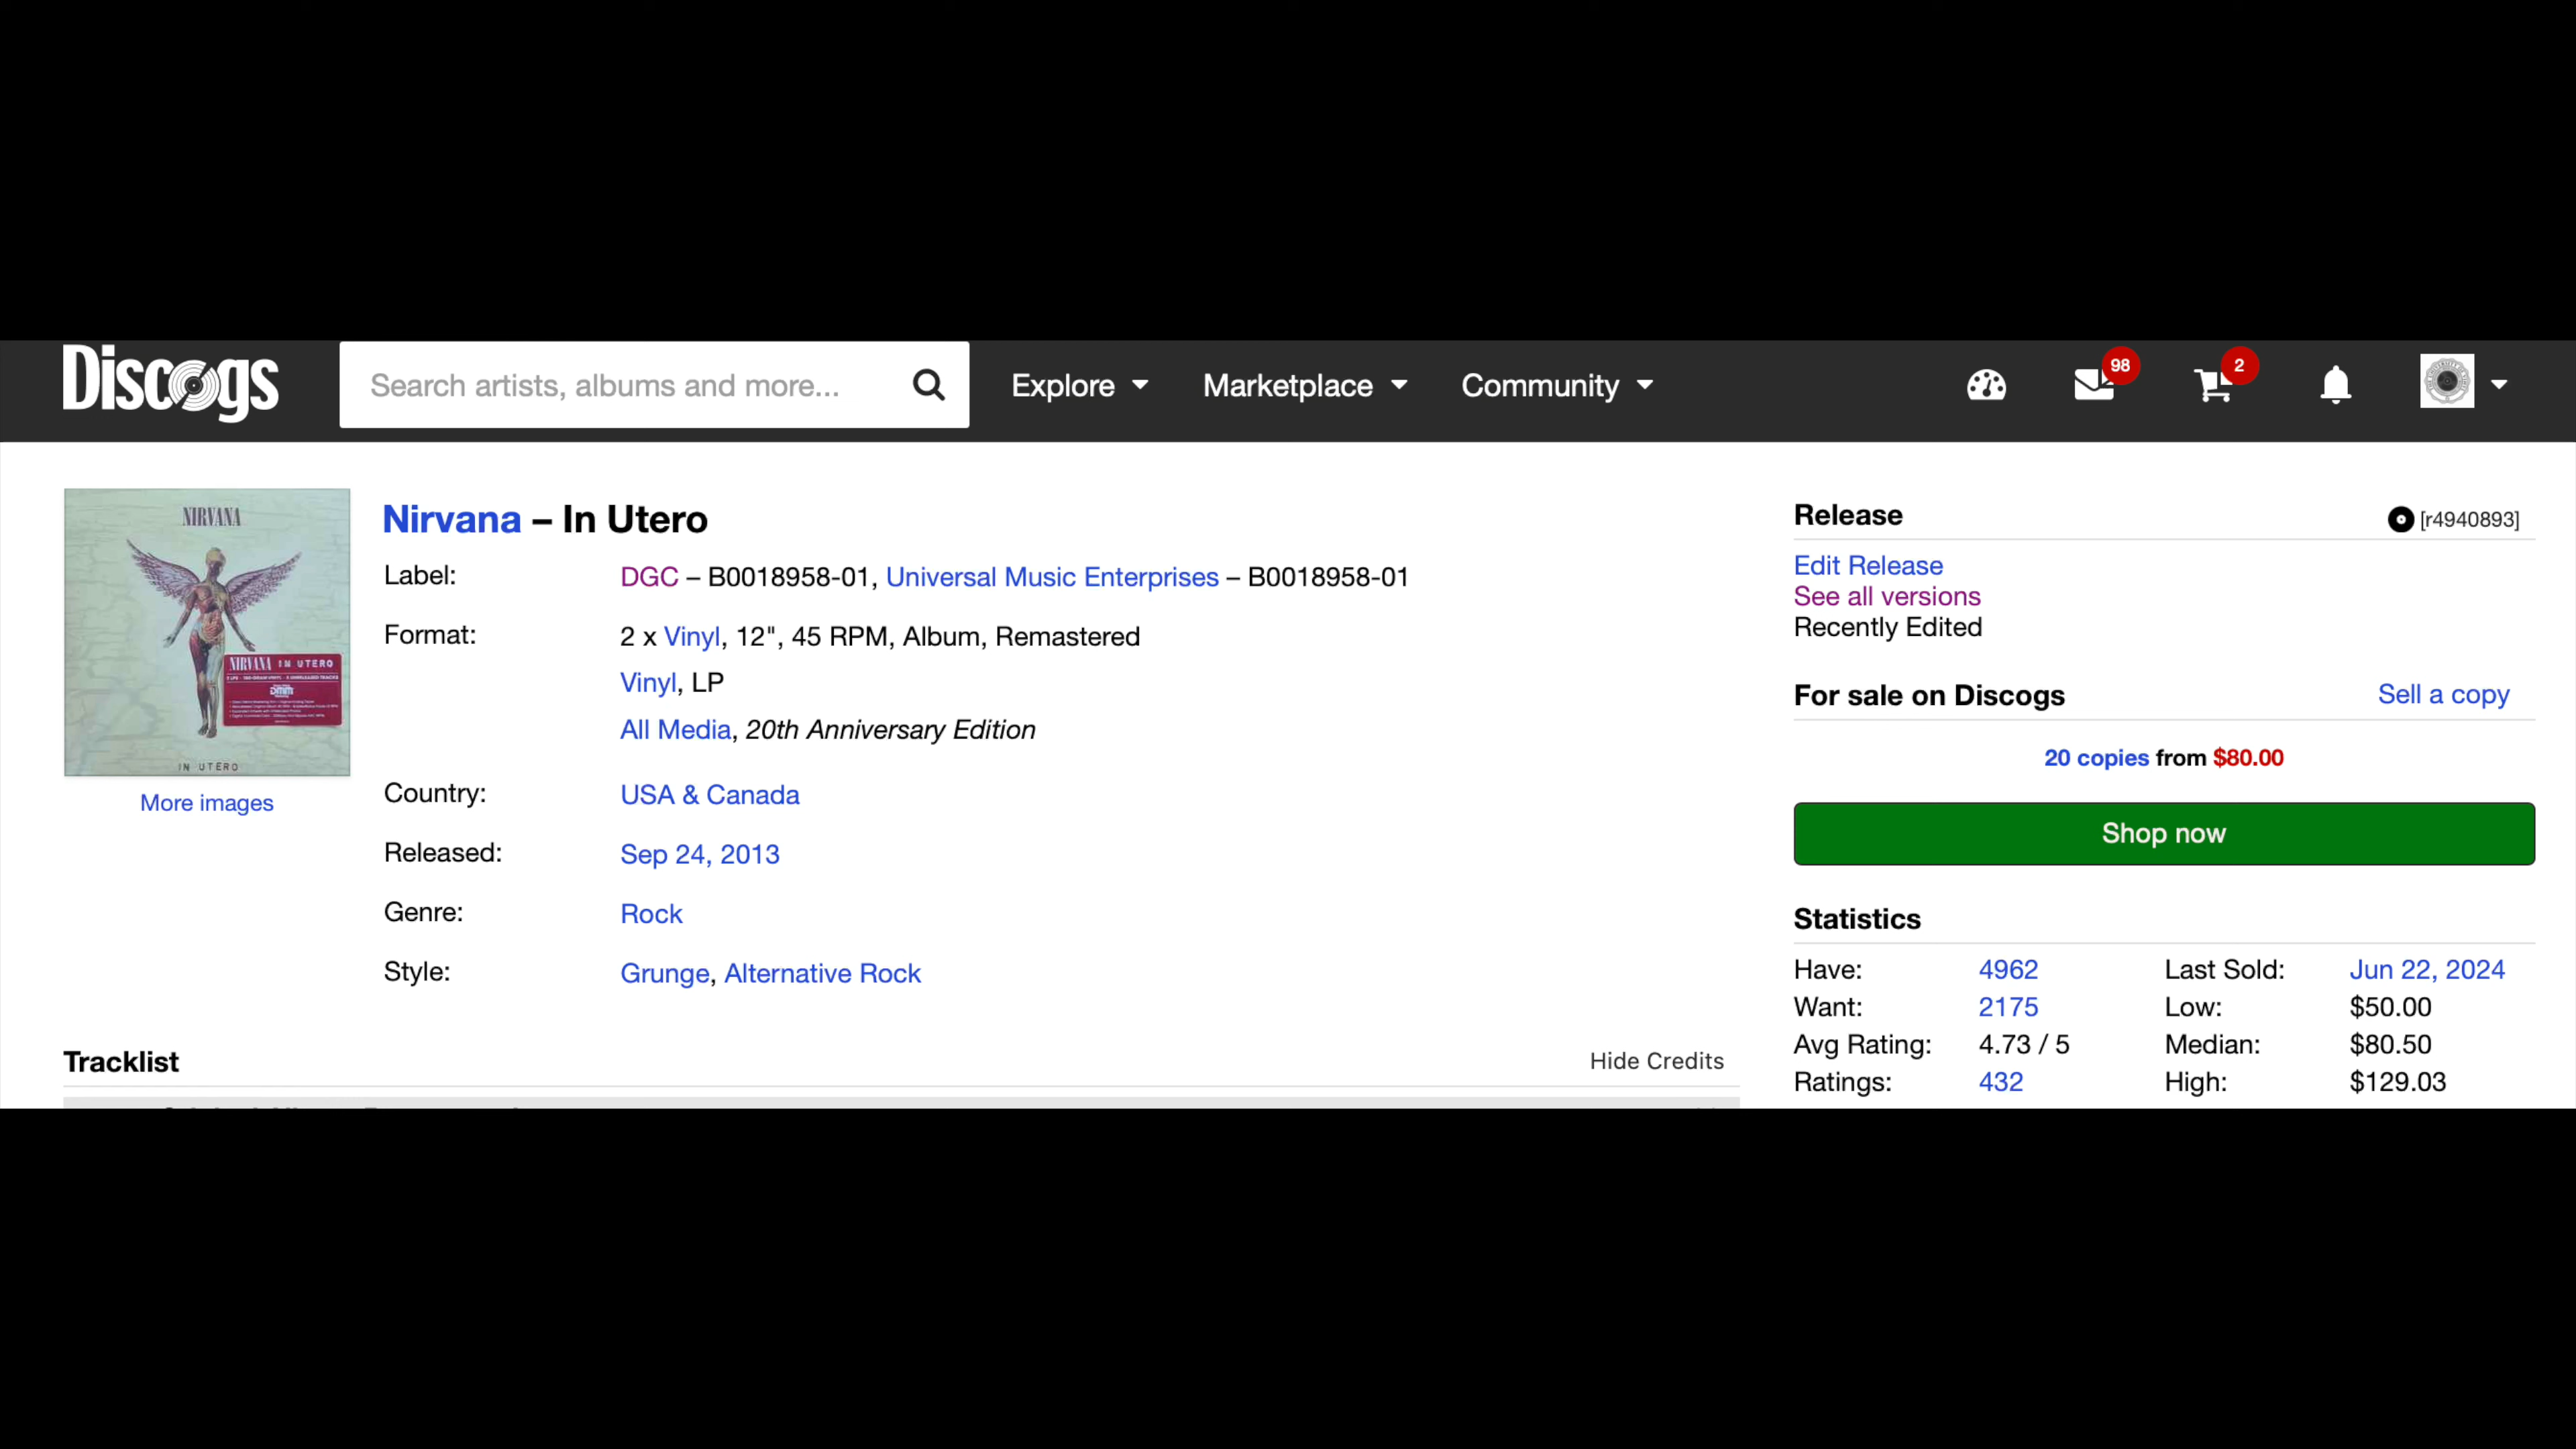 Discogs
Search artists, albums and more...
Explore
Marketplace
Community
98
2
NIRVANA
NIRVANA IN UTERO
DMM
IN UTERO
More images
Nirvana – In Utero
Label: DGC – B0018958-01, Universal Music Enterprises – B0018958-01
Format: 2 x Vinyl, 12", 45 RPM, Album, Remastered
Vinyl, LP
All Media, 20th Anniversary Edition
Country: USA & Canada
Released: Sep 24, 2013
Genre: Rock
Style: Grunge, Alternative Rock
Tracklist
Hide Credits
Release
[r4940893]
Edit Release
See all versions
Recently Edited
For sale on Discogs
Sell a copy
20 copies from $80.00
Shop now
Statistics
Have: 4962
Last Sold: Jun 22, 2024
Want: 2175
Low: $50.00
Avg Rating: 4.73 / 5
Median: $80.50
Ratings: 432
High: $129.03